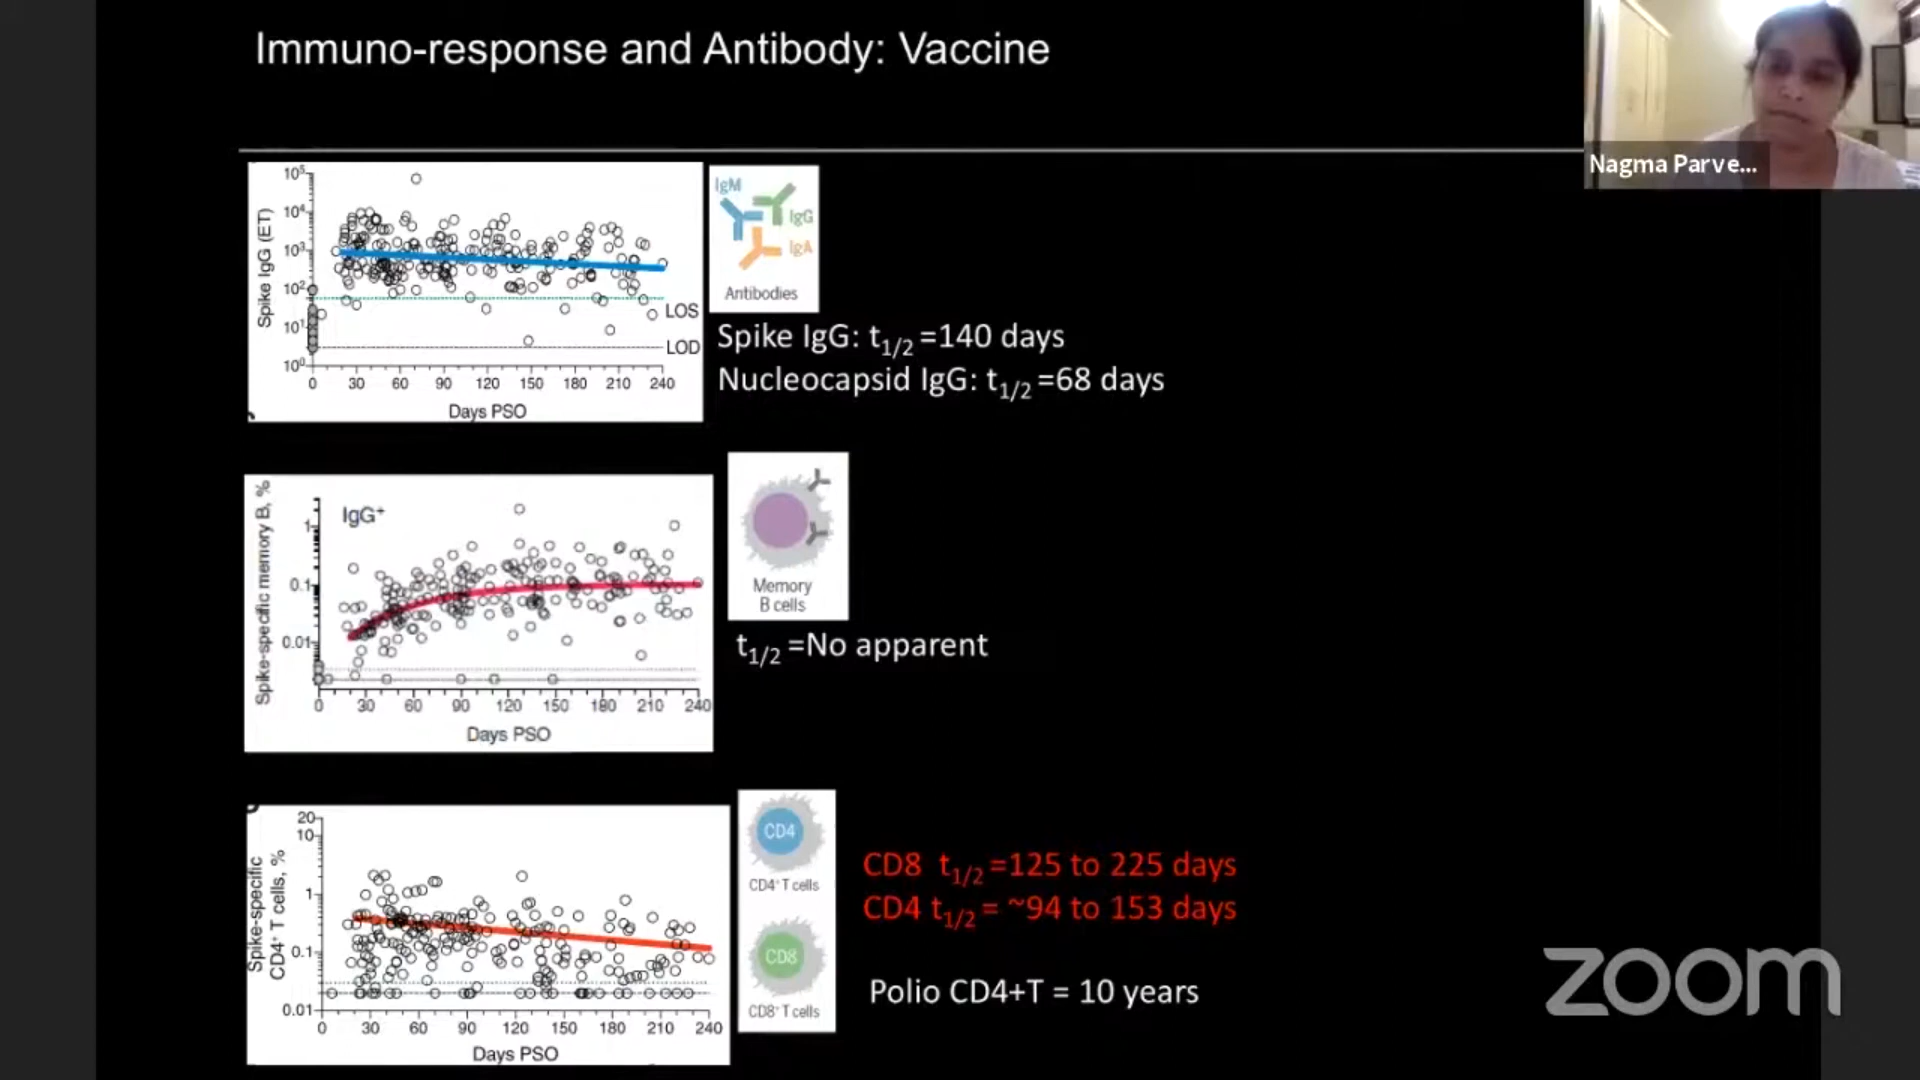 Immuno-response and Antibody: Vaccine
Nagma Parve...
Spike IgG (ET)
10⁵
10⁴
10³
10²
10¹
10⁰
LOS
LOD
0 30 60 90 120 150 180 210 240
Days PSO
IgM
IgG
IgA
Antibodies
Spike IgG: t1/2 =140 days
Nucleocapsid IgG: t1/2 =68 days
Spike-specific memory B, %
IgG⁺
1
0.1
0.01
0 30 60 90 120 150 180 210 240
Days PSO
Memory
B cells
t1/2 =No apparent
Spike-specific
CD4⁺ T cells, %
20
10
1
0.1
0.01
0 30 60 90 120 150 180 210 240
Days PSO
CD4
CD4⁺ T cells
CD8
CD8⁺ T cells
CD8 t1/2 =125 to 225 days
CD4 t1/2 = ~94 to 153 days
Polio CD4+T = 10 years
zoom